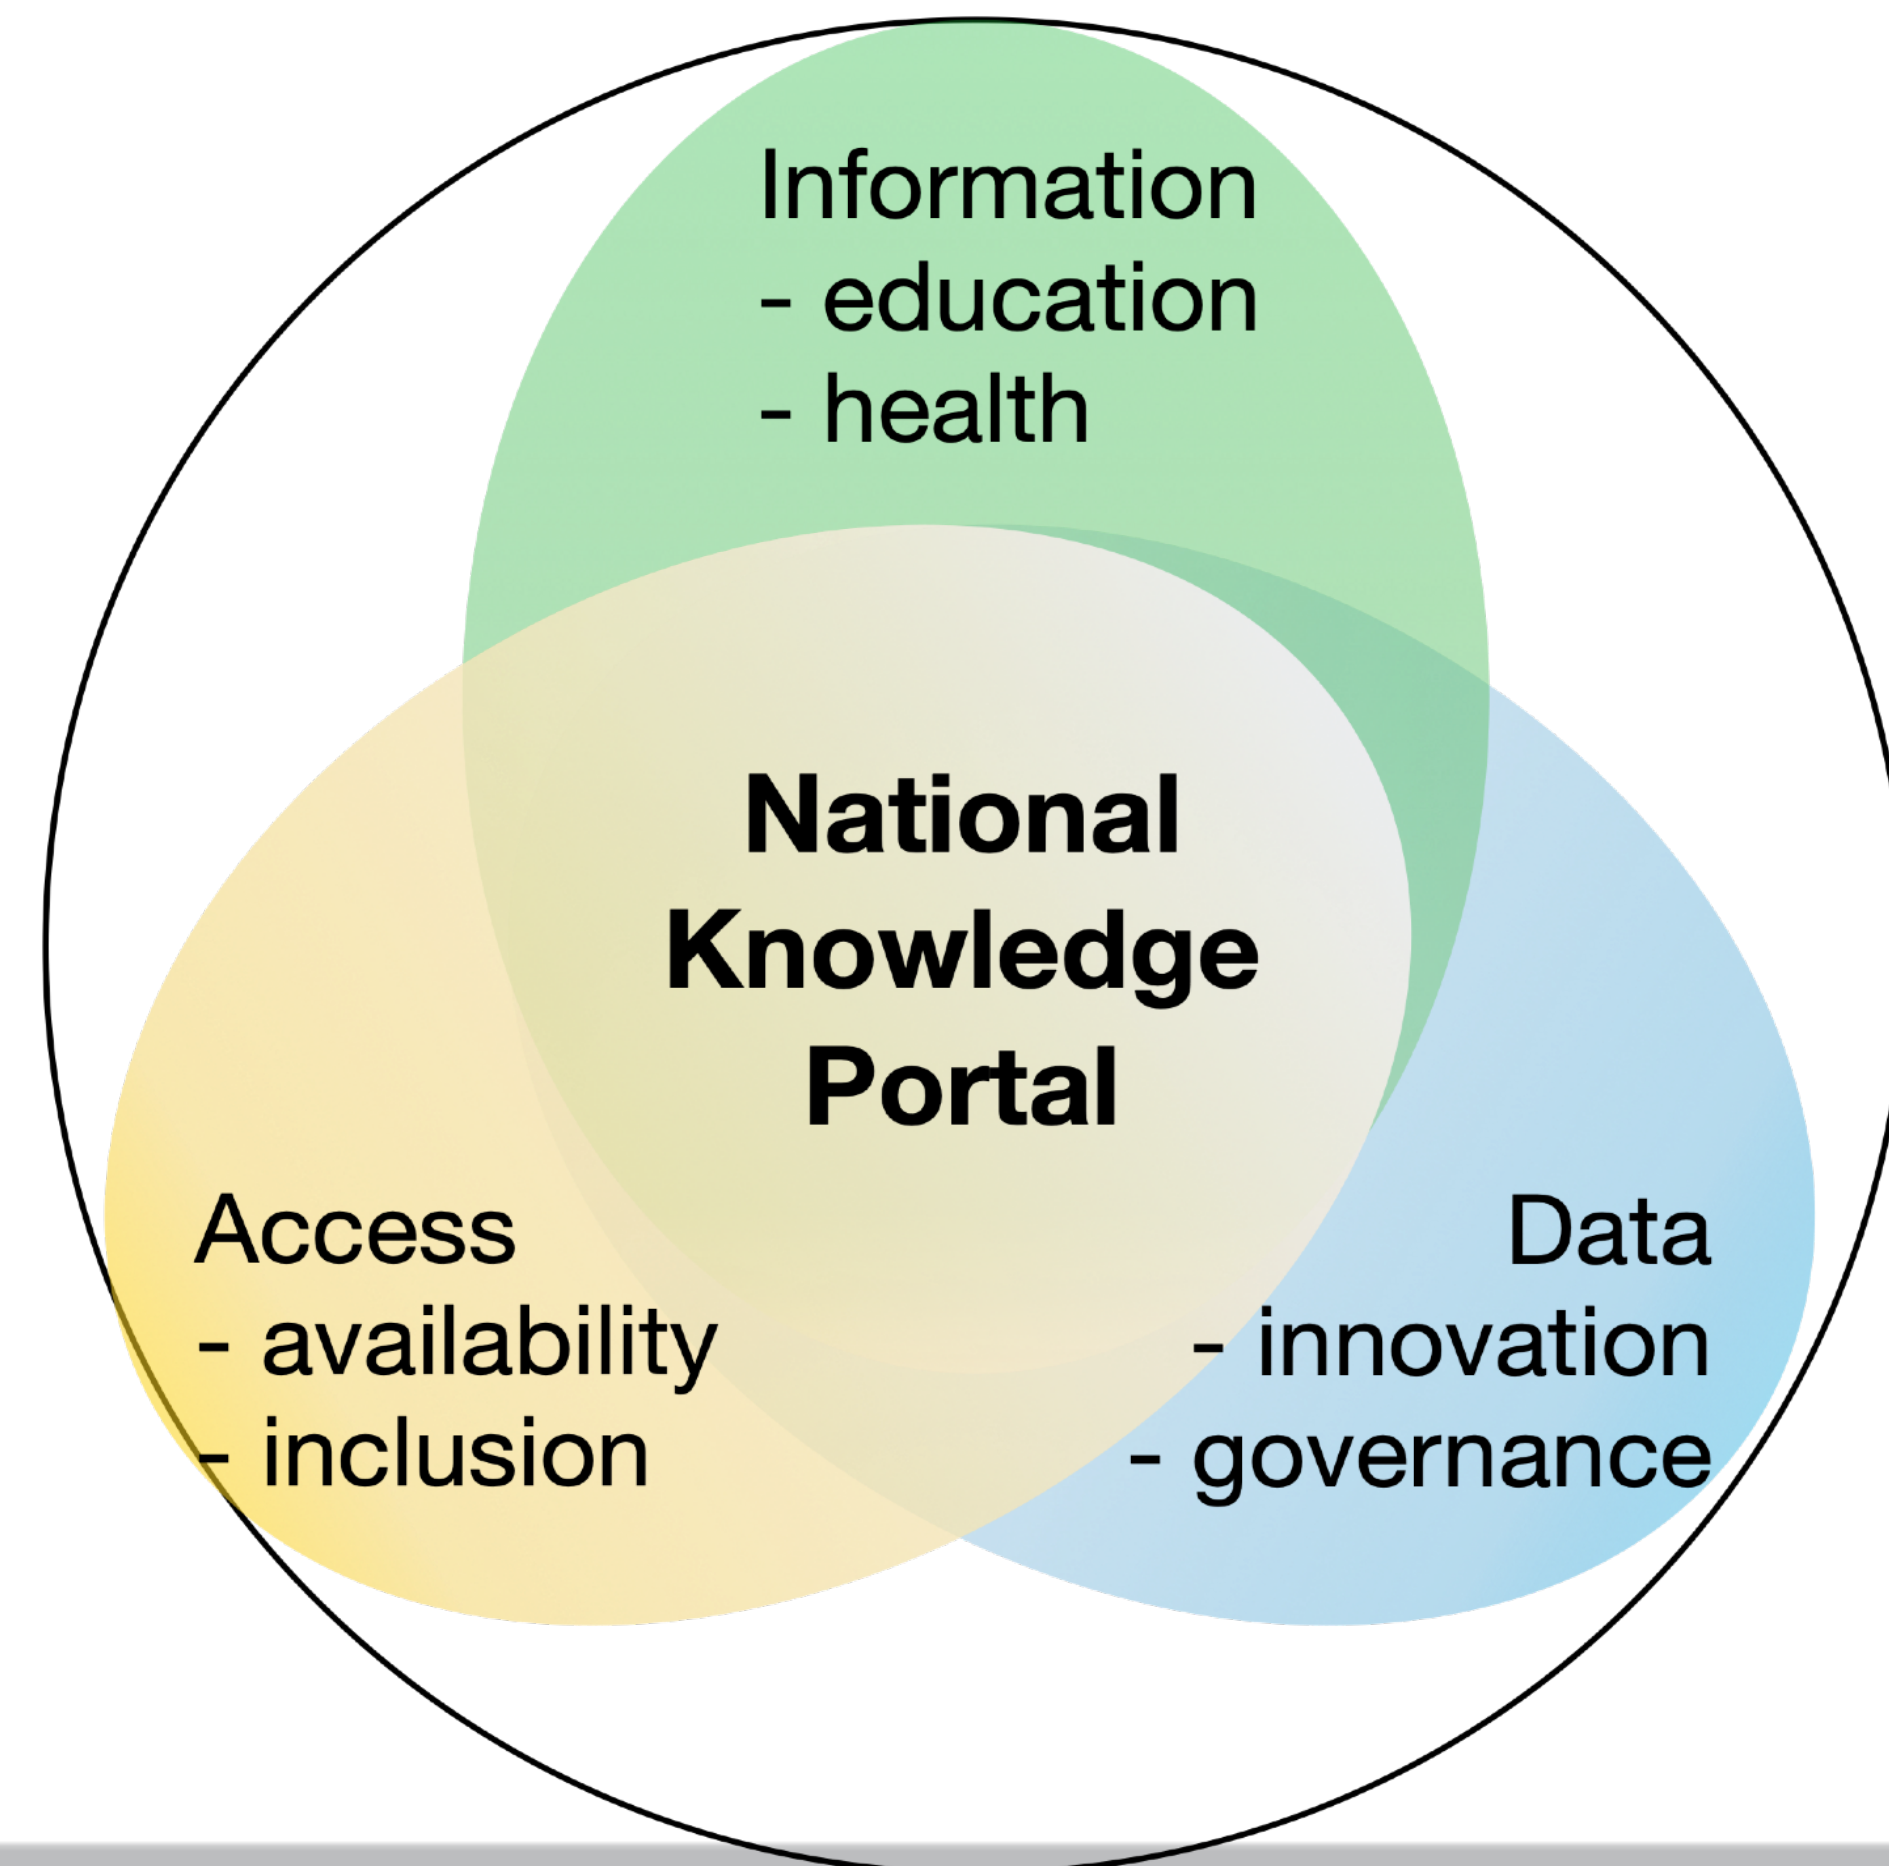 Information
- education
- health
National
Knowledge
Portal
Access
- availability
- inclusion
Data
- innovation
- governance